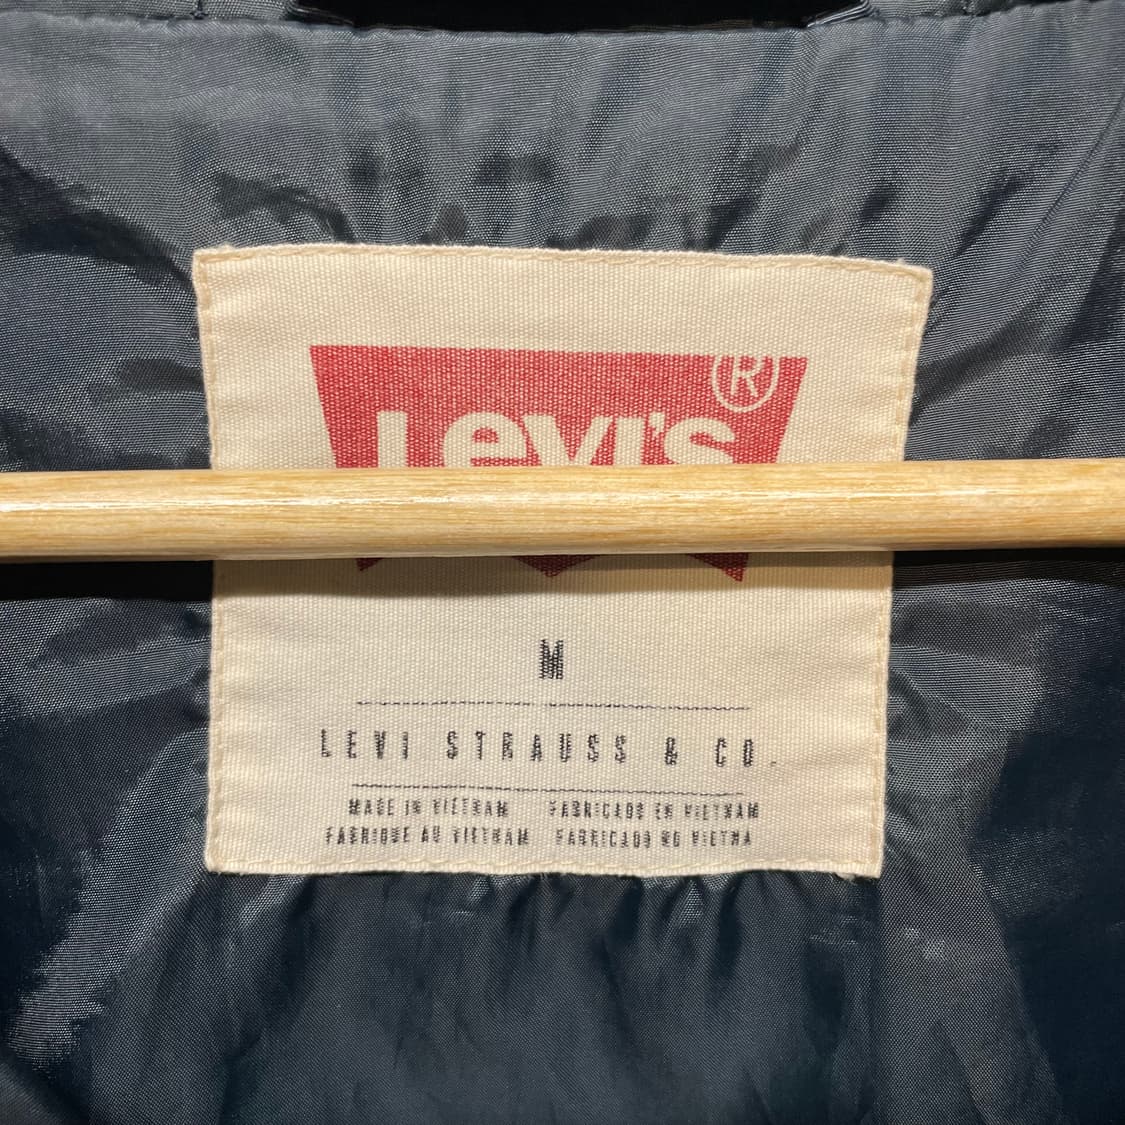 Levi's ®
M
LEVI STRAUSS & CO.
MADE IN VIETNAM FABRICADO EN VIETNAM
FABRIQUE AU VIETNAM FABRICADO NO VIETNA